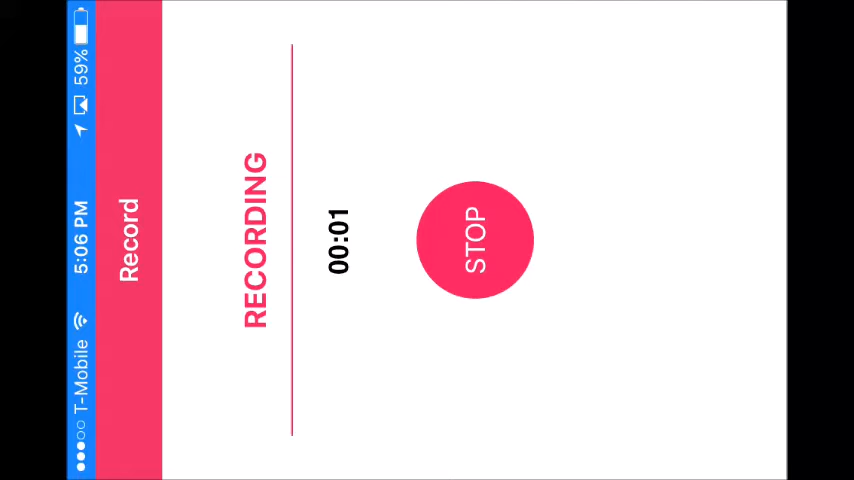 T-Mobile 5:06 PM 59%
Record
RECORDING
00:01
STOP